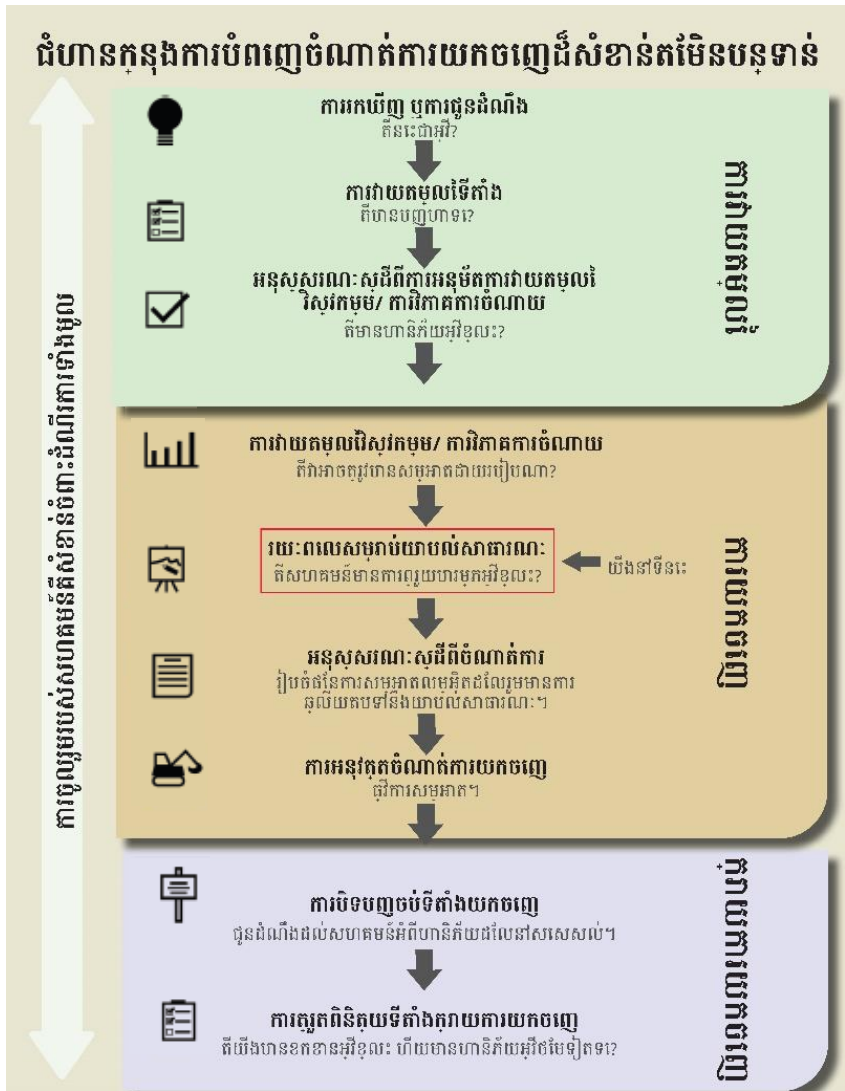 ជំហានក្នុងការបំពេញចំណាត់ការយកចេញដ៏សំខាន់តែមិនបន្ទាន់
ការចូលរួមរបស់សហគមន៍គឺសំខាន់ចំពោះដំណើរការទាំងមូល
ការរកឃើញ ឬការជូនដំណឹង
តើនេះជាអ្វី?
ការវាយតម្លៃទីតាំង
តើមានបញ្ហាទេ?
អនុស្សរណៈស្ដីពីការអនុម័តការវាយតម្លៃ
វិស្វកម្ម/ ការវិភាគការចំណាយ
តើមានហានិភ័យអ្វីខ្លះ?
ការវាយតម្លៃ
ការវាយតម្លៃវិស្វកម្ម/ ការវិភាគការចំណាយ
តើវាអាចត្រូវបានសម្អាតដោយរបៀបណា?
រយៈពេលសម្រាប់យោបល់សាធារណៈ
តើសហគមន៍មានការព្រួយបារម្ភអ្វីខ្លះ?
យើងនៅទីនេះ
អនុស្សរណៈស្ដីពីចំណាត់ការ
រៀបចំផែនការសម្អាតលម្អិតដែលរួមមានការ
ឆ្លើយតបទៅនឹងយោបល់សាធារណៈ។
ការអនុវត្តចំណាត់ការយកចេញ
ធ្វើការសម្អាត។
ការយកចេញ
ការបិទបញ្ចប់ទីតាំងយកចេញ
ជូនដំណឹងដល់សហគមន៍អំពីហានិភ័យដែលនៅសេសសល់។
ការត្រួតពិនិត្យទីតាំងក្រោយការយកចេញ
តើយើងបានខកខានអ្វីខ្លះ ហើយមានហានិភ័យអ្វីថែមទៀតទេ?
ក្រោយការយកចេញ